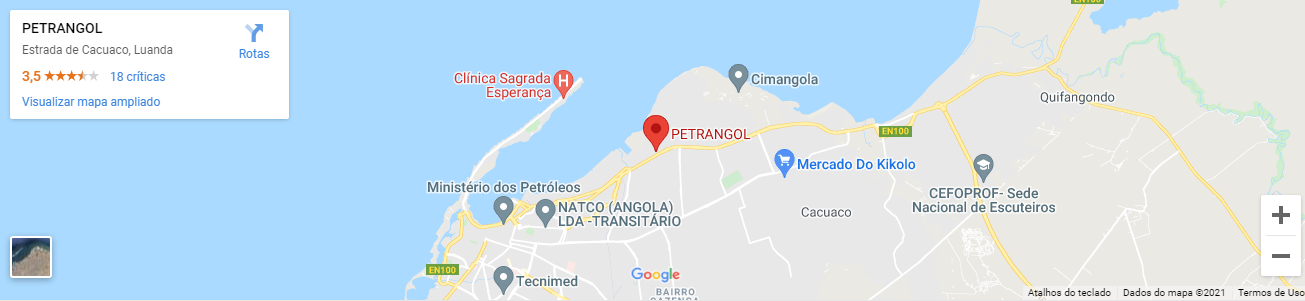 PETRANGOL
Estrada de Cacuaco, Luanda
Rotas
3,5
18 críticas
Visualizar mapa ampliado
EN100
Clínica Sagrada
Esperança
H
Cimangola
Quifangondo
PETRANGOL
EN100
Mercado Do Kikolo
Ministério dos Petróleos
CEFOPROF- Sede
Nacional de Escuteiros
NATCO (ANGOLA)
LDA -TRANSITÁRIO
Cacuaco
EN100
Tecnimed
Google
BAIRRO
CAZENGA
Atalhos do teclado
Dados do mapa ©2021
Termos de Uso